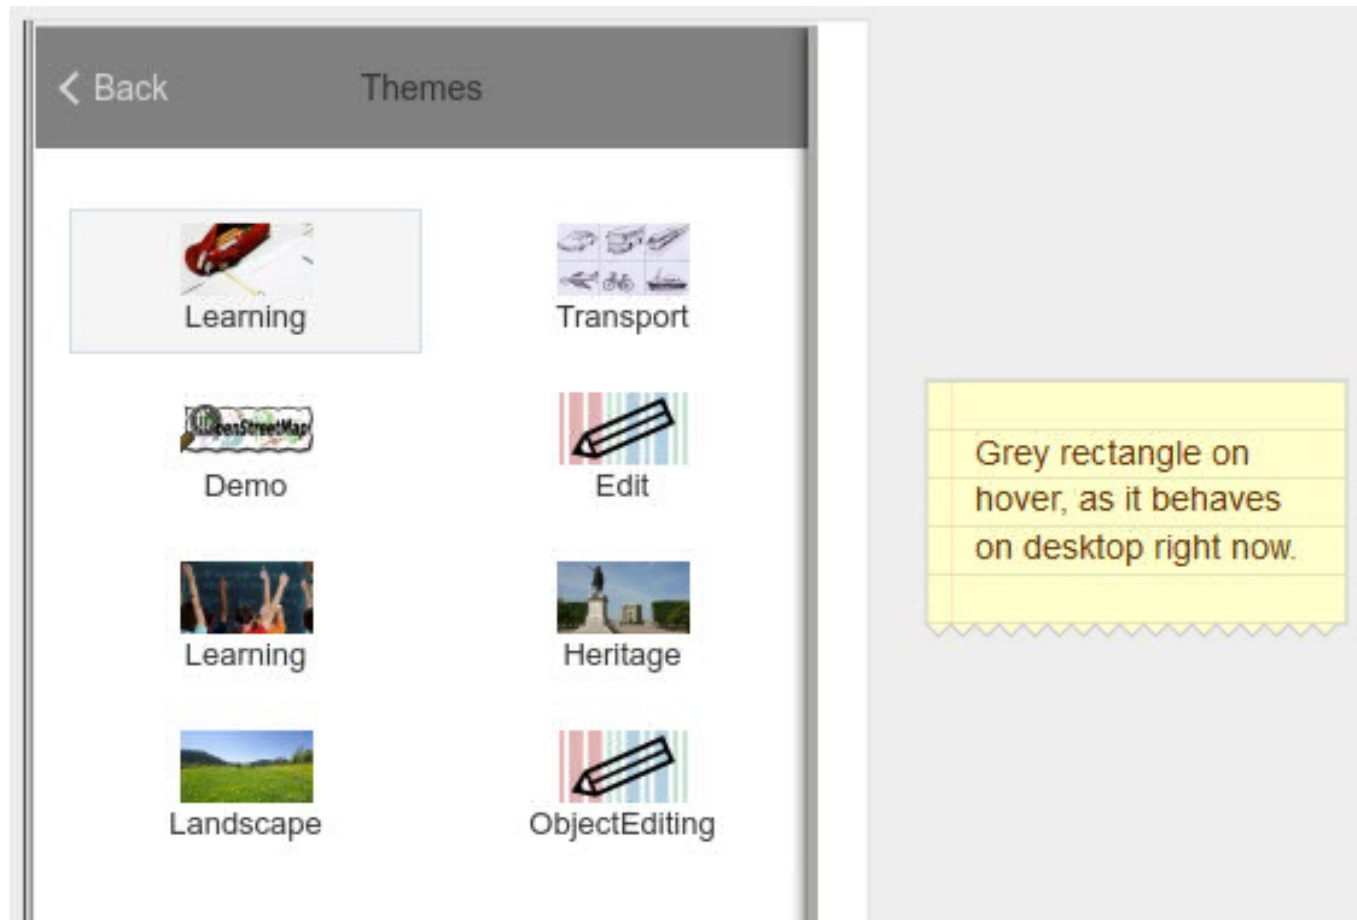 Back
Themes
Learning
Transport
OpenStreetMap
Demo
Edit
Learning
Heritage
Landscape
ObjectEditing
Grey rectangle on
hover, as it behaves
on desktop right now.